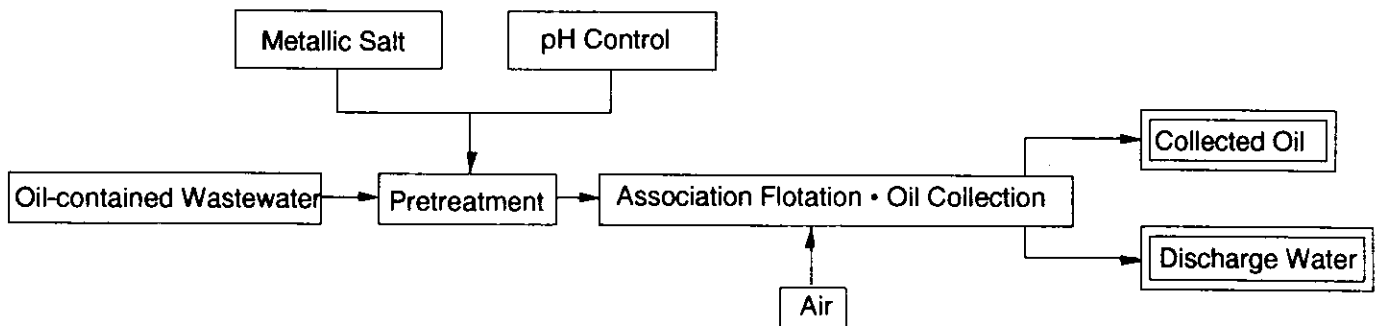 Metallic Salt
pH Control
Collected Oil
Oil-contained Wastewater
Pretreatment
Association Flotation • Oil Collection
Discharge Water
Air